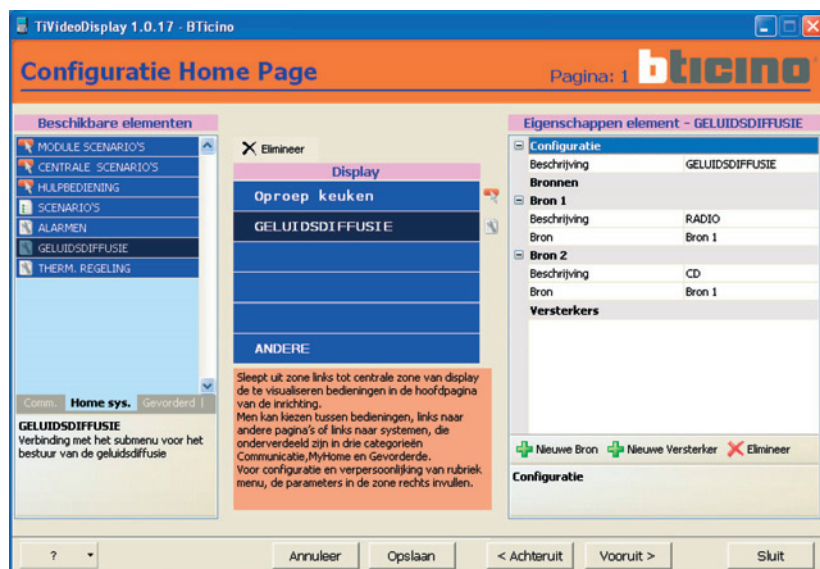 TiVideoDisplay 1.0.17 - BTicino
Configuratie Home Page
Pagina: 1
bticino
Beschikbare elementen
MODULE SCENARIO'S
CENTRALE SCENARIO'S
HULPBEDIENING
SCENARIO'S
ALARMEN
GELUIDSDIFFUSIE
THERM. REGELING
Comm. Home sys. Gevorderd
GELUIDSDIFFUSIE
Verbinding met het submenu voor het
bestuur van de geluidsdiffusie
Elimineer
Display
Oproep keuken
GELUIDSDIFFUSIE
ANDERE
Sleept uit zone links tot centrale zone van display
de te visualiseren bedieningen in de hoofdpagina
van de inrichting.
Men kan kiezen tussen bedieningen, links naar
andere pagina's of links naar systemen, die
onderverdeeld zijn in drie categorieën
Communicatie,MyHome en Gevorderde.
Voor configuratie en verpersoonlijking van rubriek
menu, de parameters in de zone rechts invullen.
Eigenschappen element - GELUIDSDIFFUSIE
Configuratie
Beschrijving GELUIDSDIFFUSIE
Bronnen
Bron 1
Beschrijving RADIO
Bron Bron 1
Bron 2
Beschrijving CD
Bron Bron 1
Versterkers
Nieuwe Bron Nieuwe Versterker Elimineer
Configuratie
? Annuleer Opslaan < Achteruit Vooruit > Sluit